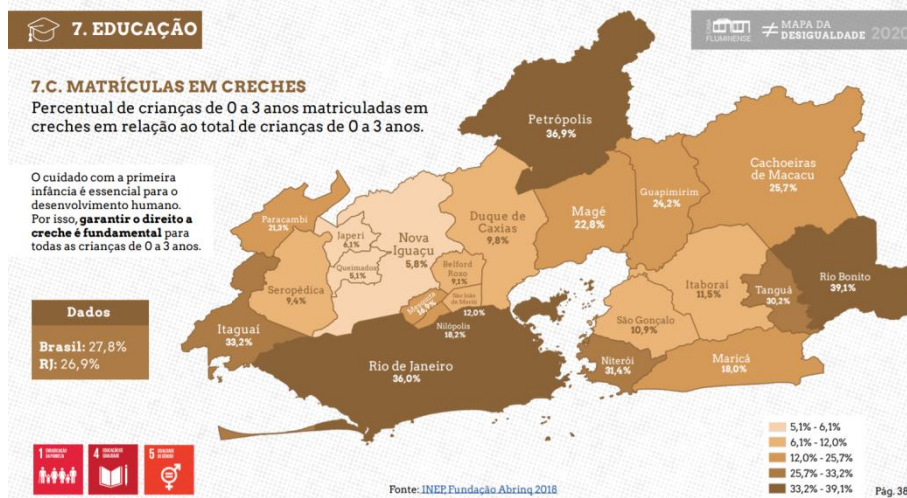 7. EDUCAÇÃO
CASA
FLUMINENSE
≠ MAPA DA
DESIGUALDADE 2020
7.C. MATRÍCULAS EM CRECHES
Percentual de crianças de 0 a 3 anos matriculadas em
creches em relação ao total de crianças de 0 a 3 anos.
O cuidado com a primeira
infância é essencial para o
desenvolvimento humano.
Por isso, garantir o direito a
creche é fundamental para
todas as crianças de 0 a 3 anos.
Dados
Brasil: 27,8%
RJ: 26,9%
Petrópolis
36,9%
Cachoeiras
de Macacu
25,7%
Guapimirim
24,2%
Magé
22,8%
Duque de
Caxias
9,8%
Paracambi
21,3%
Japeri
6,1%
Nova
Iguaçu
5,8%
Queimados
5,1%
Belford
Roxo
9,1%
Seropédica
9,4%
Mesquita
16,9%
São João
de Meriti
12,0%
Nilópolis
18,2%
Itaguaí
33,2%
Rio de Janeiro
36,0%
Itaboraí
11,5%
Tanguá
30,2%
Rio Bonito
39,1%
São Gonçalo
10,9%
Niterói
31,4%
Maricá
18,0%
5,1% - 6,1%
6,1% - 12,0%
12,0% - 25,7%
25,7% - 33,2%
33,2% - 39,1%
1
4
5
Fonte: INEP, Fundação Abrinq 2018
Pág. 38